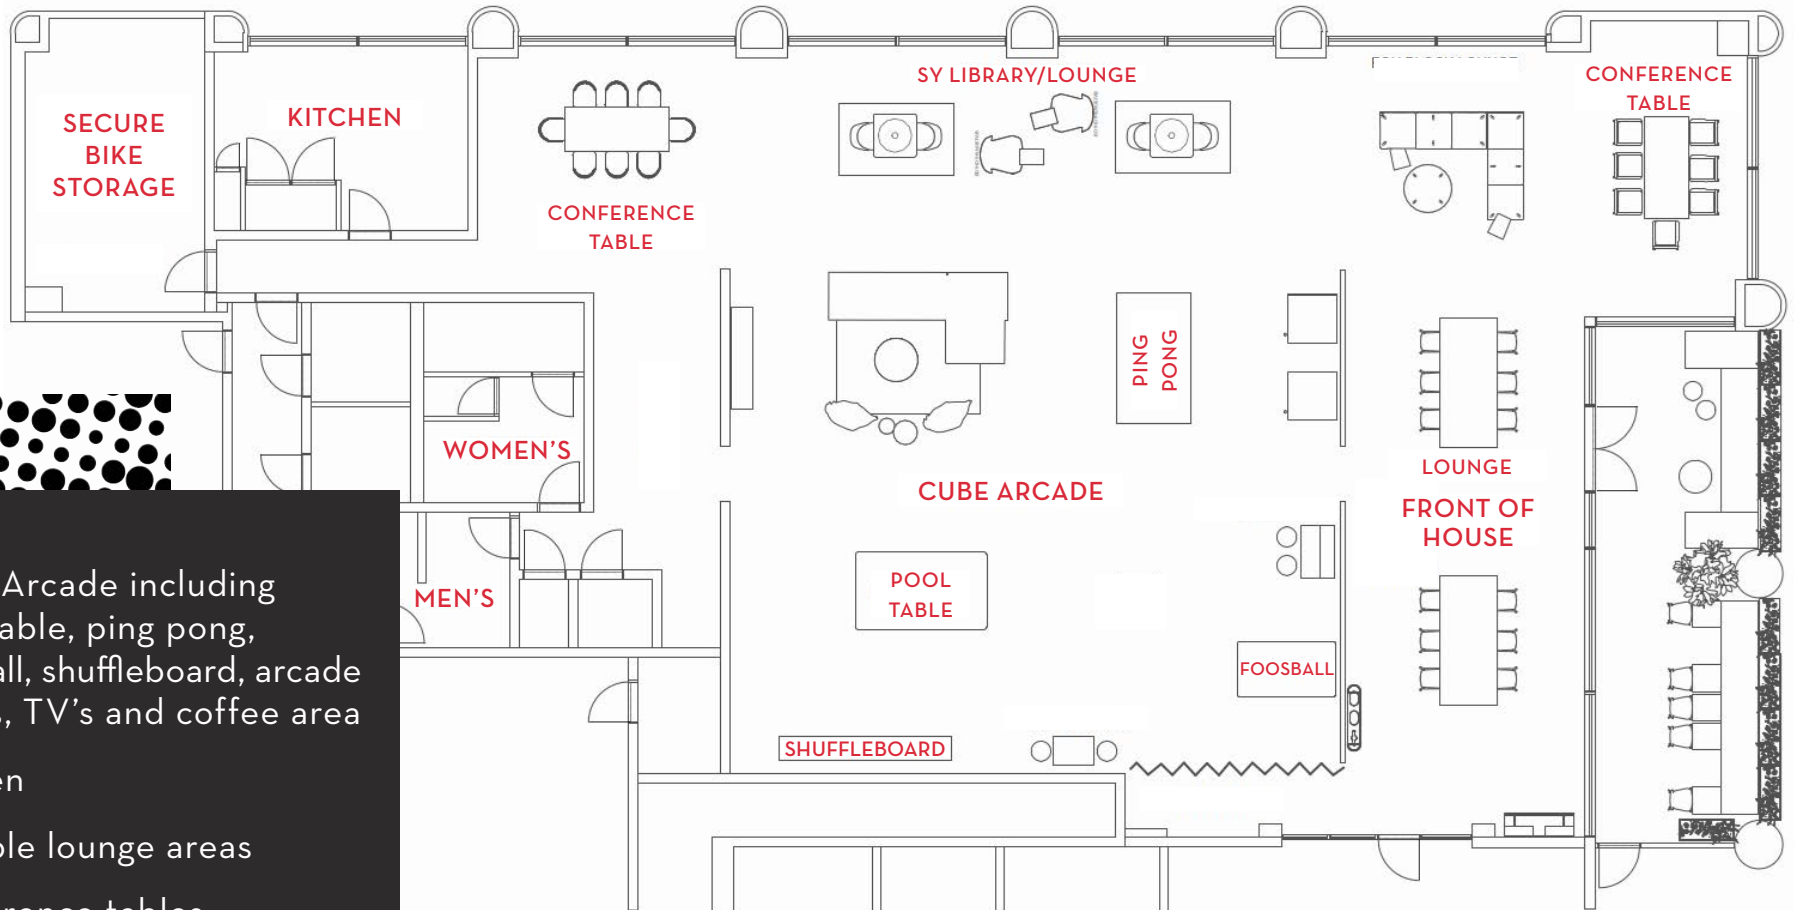 SECURE
BIKE
STORAGE
KITCHEN
CONFERENCE
TABLE
SY LIBRARY/LOUNGE
CONFERENCE
TABLE
PING
PONG
WOMEN'S
CUBE ARCADE
LOUNGE
FRONT OF
HOUSE
MEN'S
POOL
TABLE
FOOSBALL
SHUFFLEBOARD
Arcade including
able, ping pong,
all, shuffleboard, arcade
s, TV's and coffee area
en
ble lounge areas
rence tables